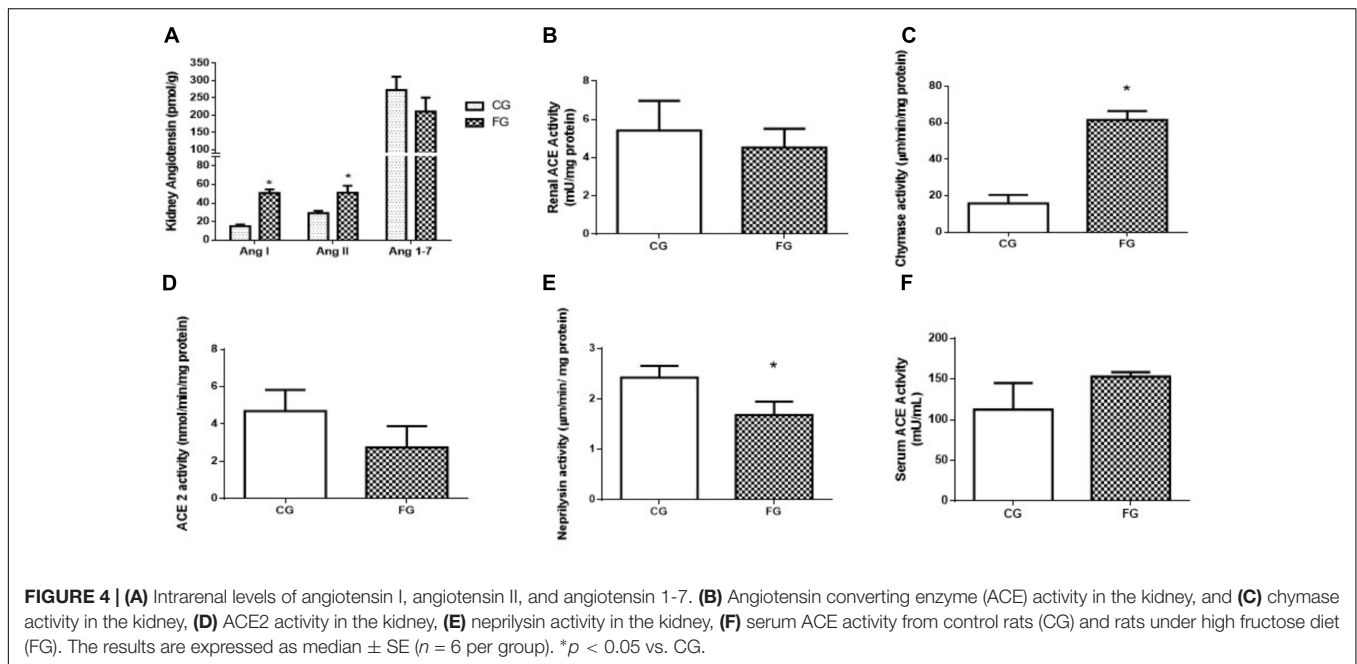 A
Kidney Angiotensin (pmol/g)
350
300
250
200
150
100
80
60
40
20
0
*
*
Ang I
Ang II
Ang 1-7
CG
FG
B
Renal ACE Activity
(mU/mg protein)
8
6
4
2
0
CG
FG
C
Chymase activity (µm/min/mg protein)
80
60
40
20
0
*
CG
FG
D
ACE 2 activity (nmol/min/mg protein)
8
6
4
2
0
CG
FG
E
Neprilysin activity (µm/min/ mg protein)
3
2
1
0
*
CG
FG
F
Serum ACE Activity
(mU/mL)
200
150
100
50
0
CG
FG
FIGURE 4 | (A) Intrarenal levels of angiotensin I, angiotensin II, and angiotensin 1-7. (B) Angiotensin converting enzyme (ACE) activity in the kidney, and (C) chymase
activity in the kidney, (D) ACE2 activity in the kidney, (E) neprilysin activity in the kidney, (F) serum ACE activity from control rats (CG) and rats under high fructose diet
(FG). The results are expressed as median ± SE (n = 6 per group). *p < 0.05 vs. CG.